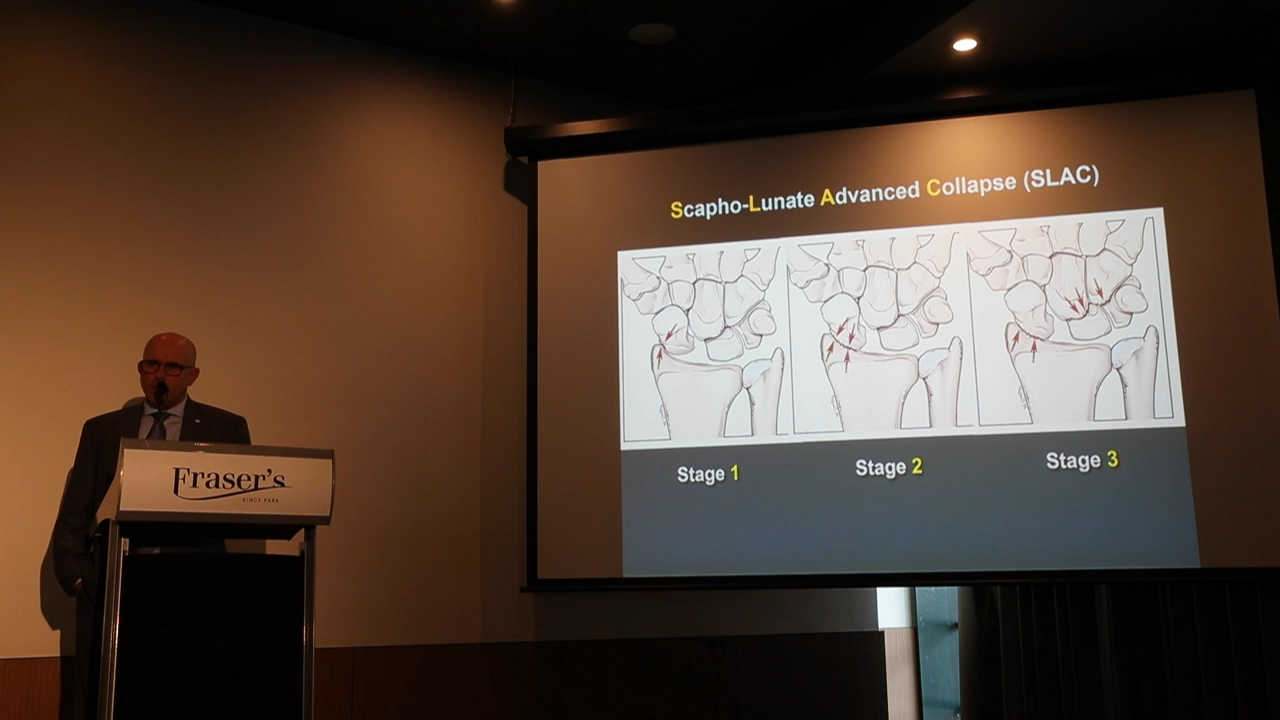 Scapho-Lunate Advanced Collapse (SLAC)
Stage 1
Stage 2
Stage 3
Fraser's
KINGS PARK